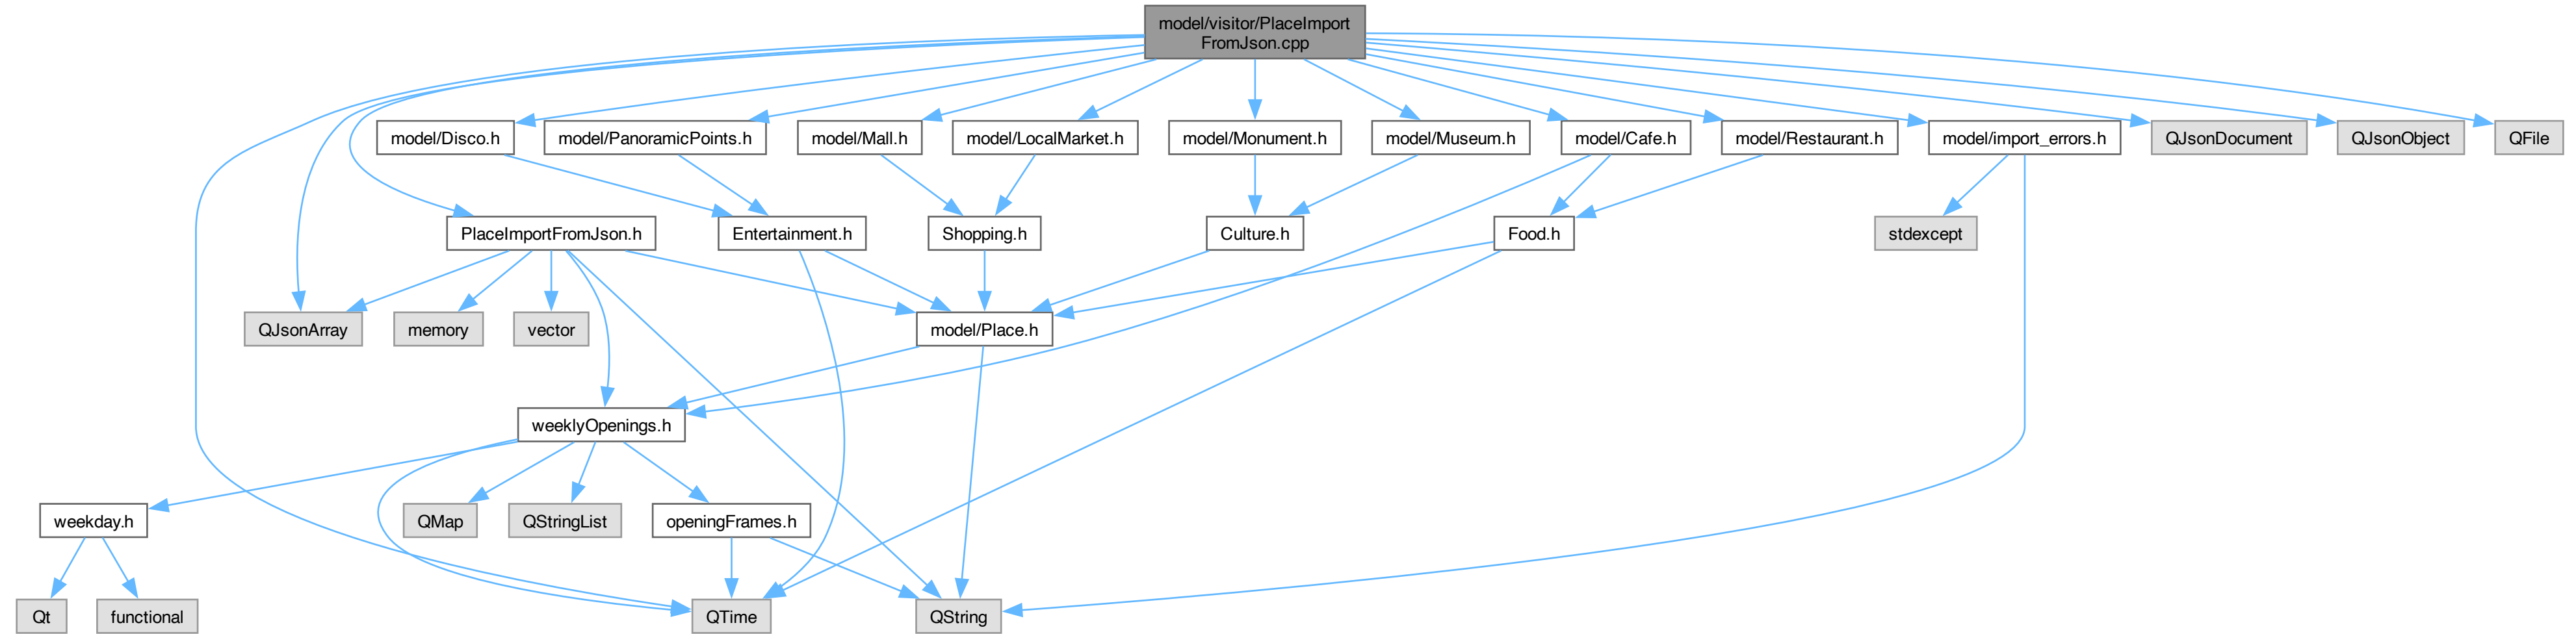 model/visitor/PlaceImport
FromJson.cpp
model/Disco.h
model/PanoramicPoints.h
model/Mall.h
model/LocalMarket.h
model/Monument.h
model/Museum.h
model/Cafe.h
model/Restaurant.h
model/import_errors.h
QJsonDocument
QJsonObject
QFile
PlaceImportFromJson.h
Entertainment.h
Shopping.h
Culture.h
Food.h
stdexcept
QJsonArray
memory
vector
model/Place.h
weeklyOpenings.h
weekday.h
QMap
QStringList
openingFrames.h
Qt
functional
QTime
QString